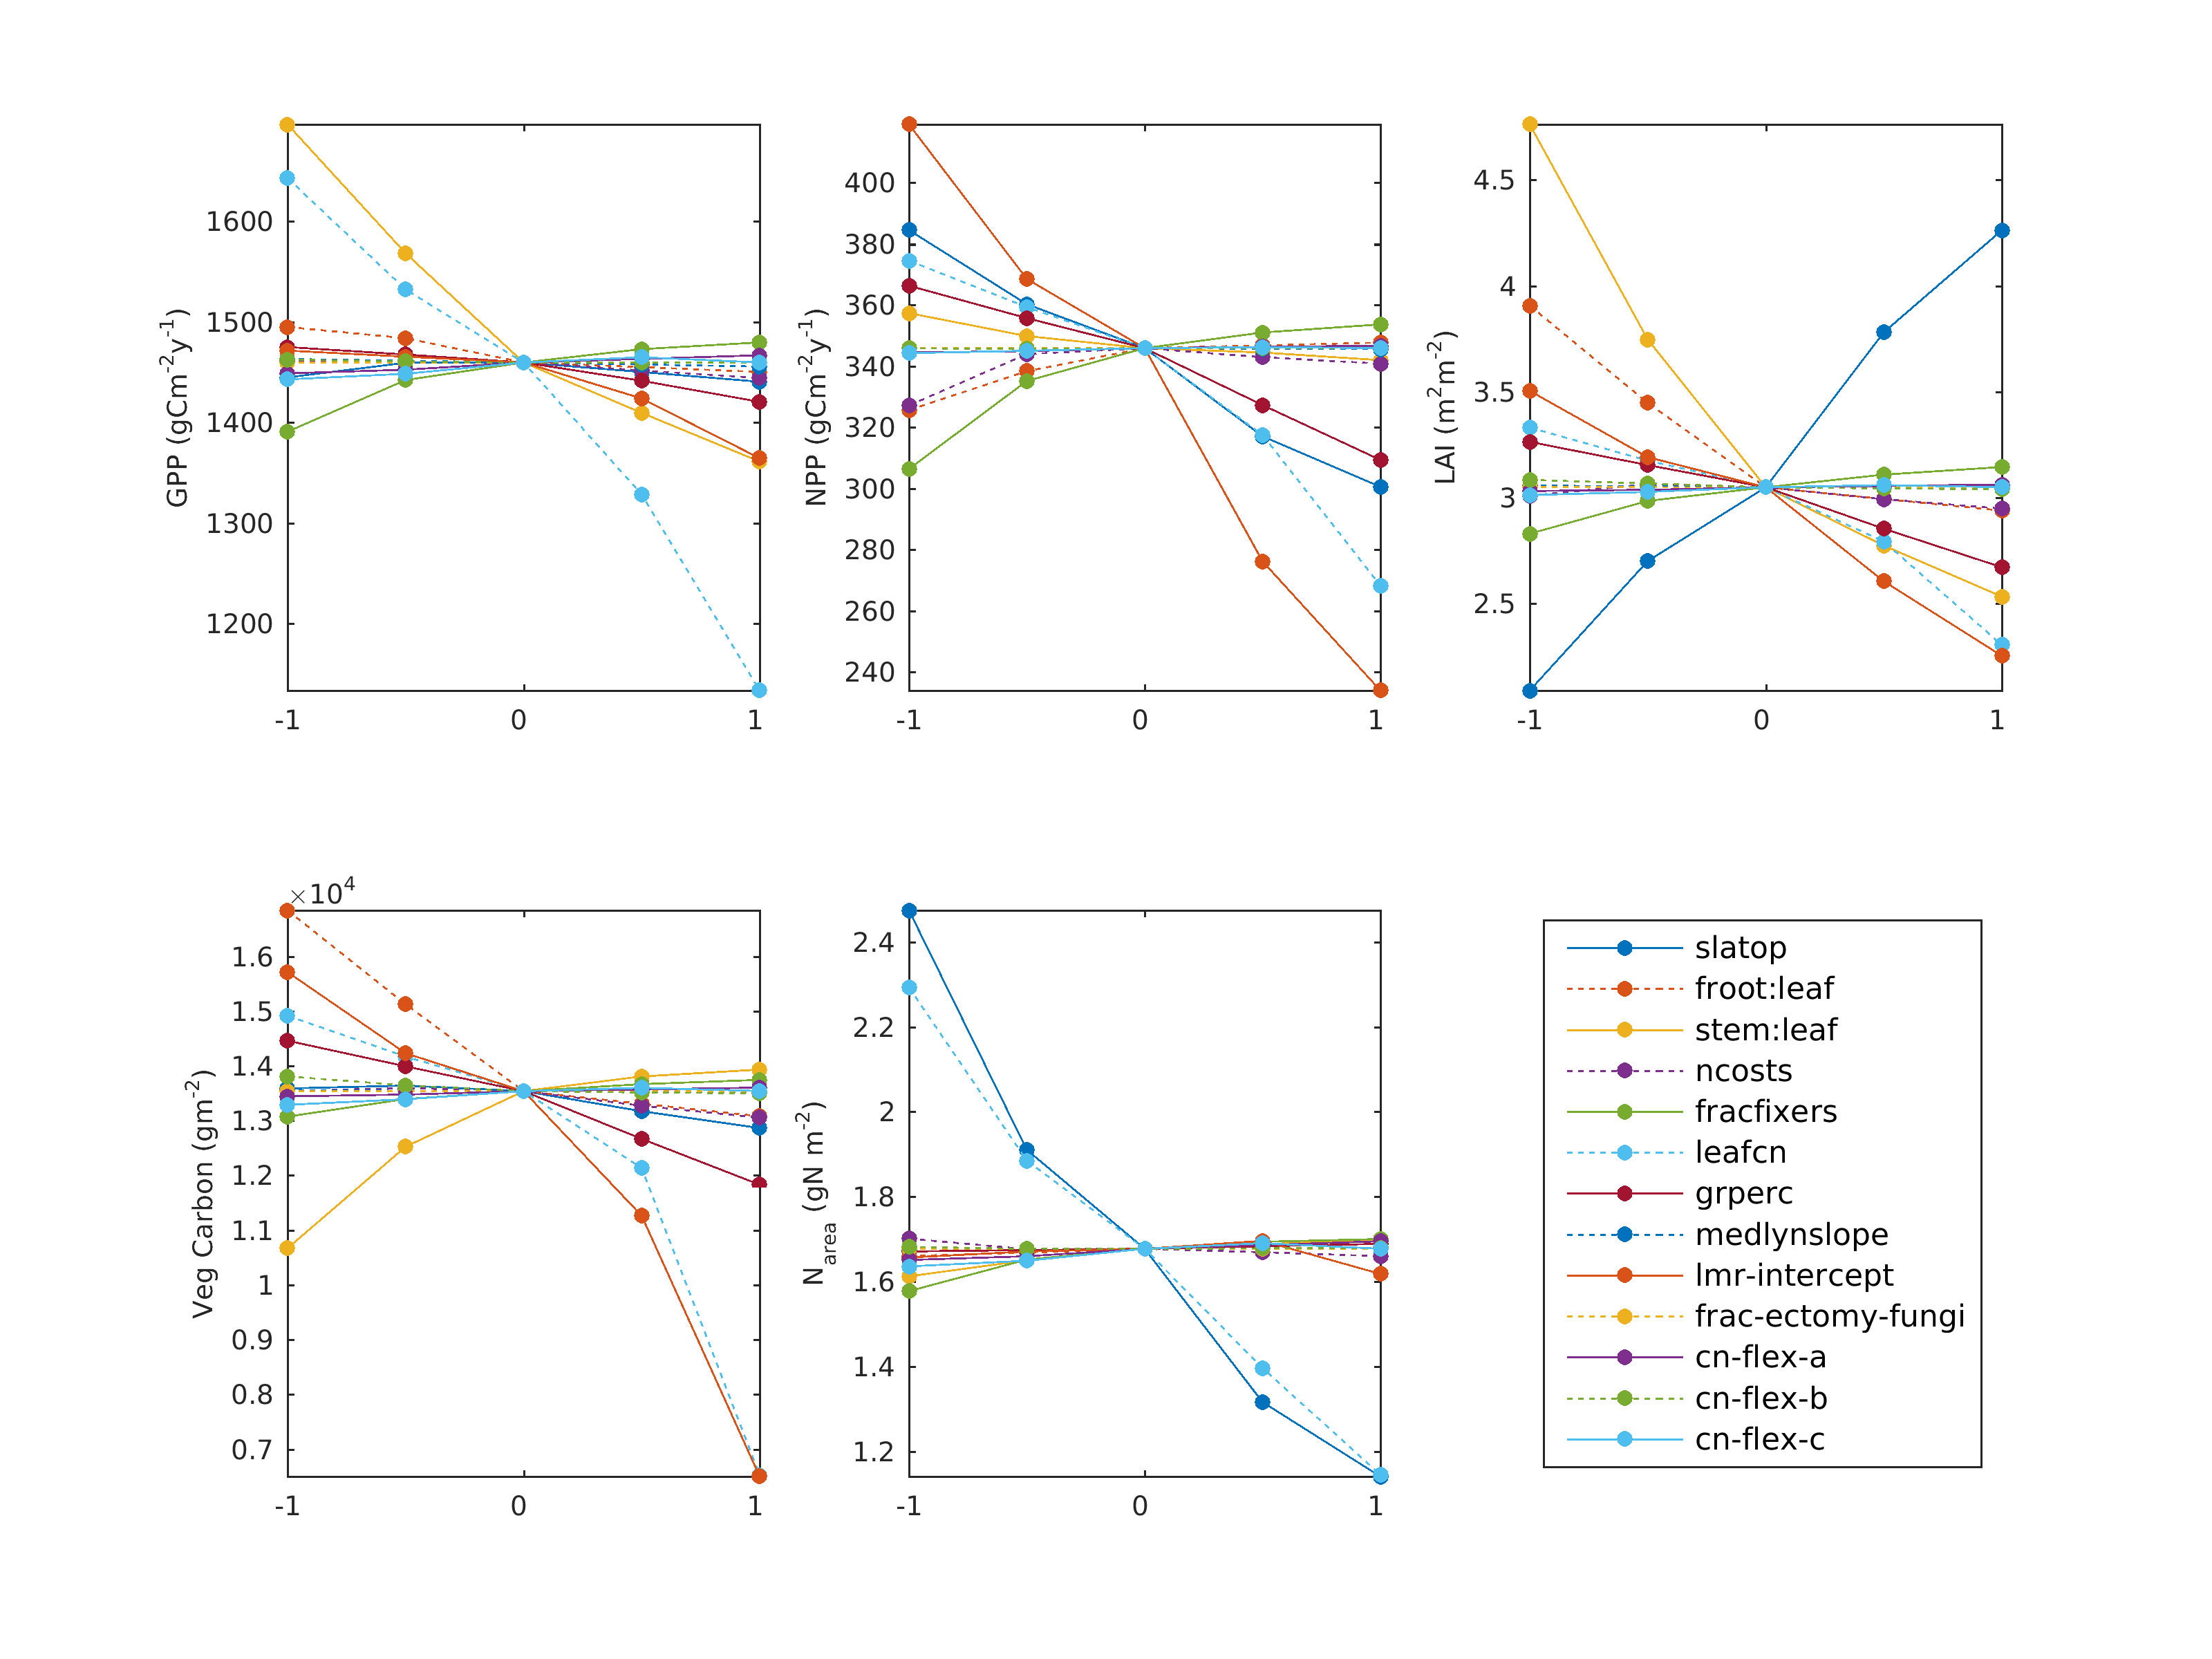 GPP (gCm-2y-1)
1600
1500
1400
1300
1200
-1 0 1
NPP (gCm-2y-1)
400
380
360
340
320
300
280
260
240
-1 0 1
LAI (m2m-2)
4.5
4
3.5
3
2.5
-1 0 1
Veg Carbon (gm-2)
×104
1.6
1.5
1.4
1.3
1.2
1.1
1
0.9
0.8
0.7
-1 0 1
Narea (gN m-2)
2.4
2.2
2
1.8
1.6
1.4
1.2
-1 0 1
slatop
froot:leaf
stem:leaf
ncosts
fracfixers
leafcn
grperc
medlynslope
lmr-intercept
frac-ectomy-fungi
cn-flex-a
cn-flex-b
cn-flex-c